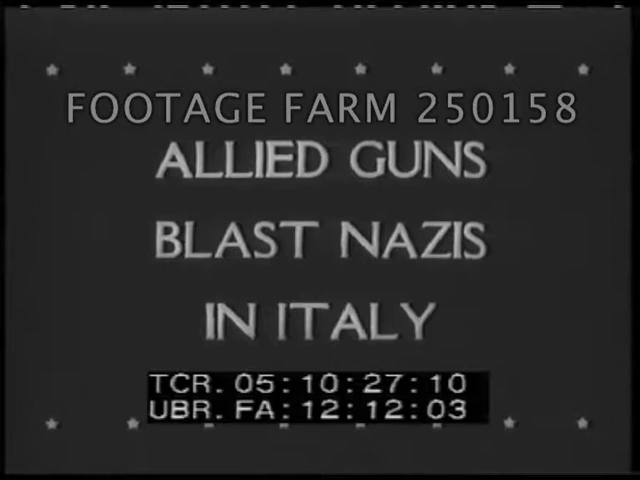 FOOTAGE FARM 250158
ALLIED GUNS
BLAST NAZIS
IN ITALY
TCR. 05:10:27:10
UBR. FA:12:12:03